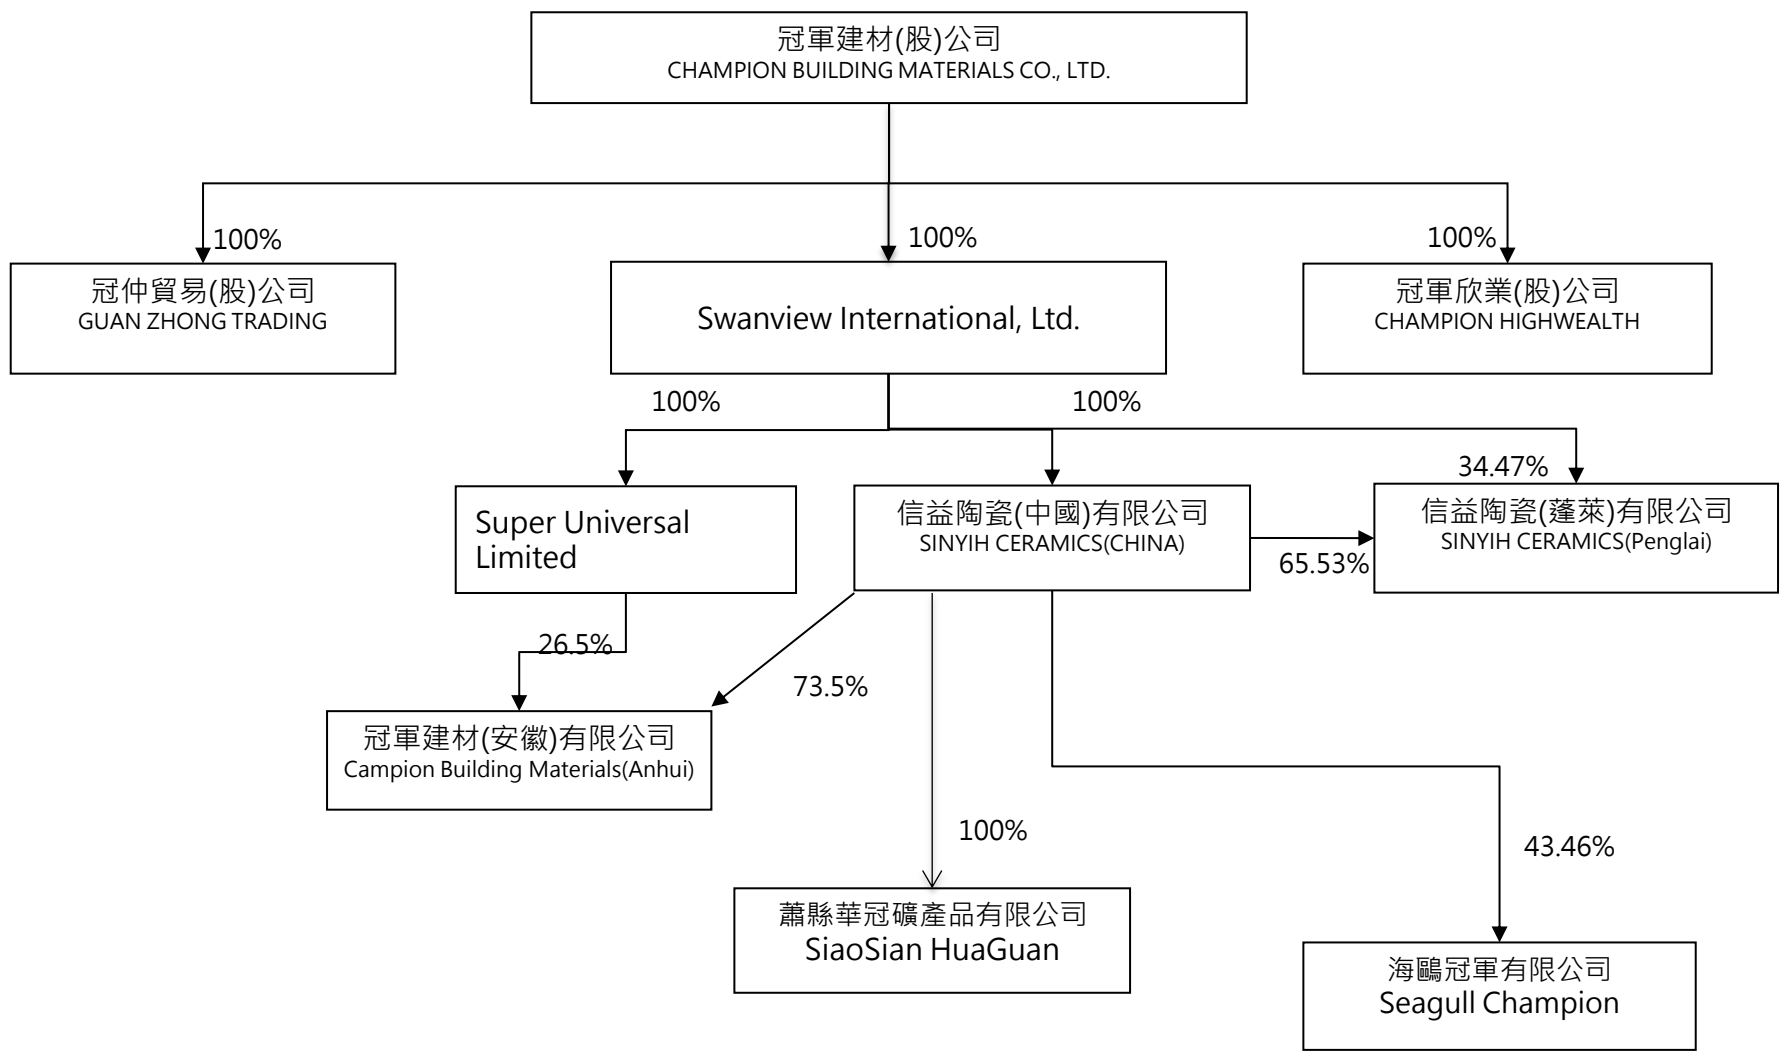 冠軍建材(股)公司
CHAMPION BUILDING MATERIALS CO., LTD.
100%
100%
100%
冠仲貿易(股)公司
GUAN ZHONG TRADING
Swanview International, Ltd.
冠軍欣業(股)公司
CHAMPION HIGHWEALTH
100%
100%
34.47%
Super Universal
Limited
信益陶瓷(中國)有限公司
SINYIH CERAMICS(CHINA)
信益陶瓷(蓬萊)有限公司
SINYIH CERAMICS(Penglai)
65.53%
26.5%
73.5%
冠軍建材(安徽)有限公司
Campion Building Materials(Anhui)
100%
43.46%
蕭縣華冠礦產品有限公司
SiaoSian HuaGuan
海鷗冠軍有限公司
Seagull Champion